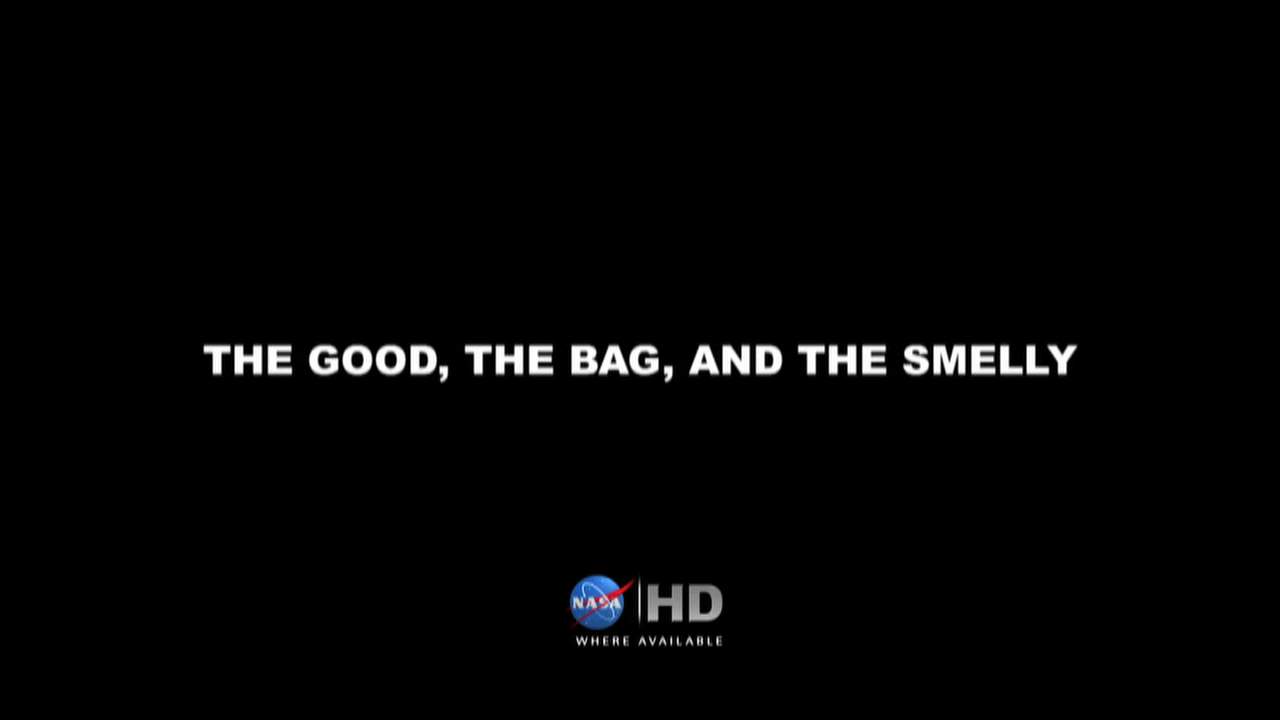 THE GOOD, THE BAG, AND THE SMELLY
NASA HD
WHERE AVAILABLE